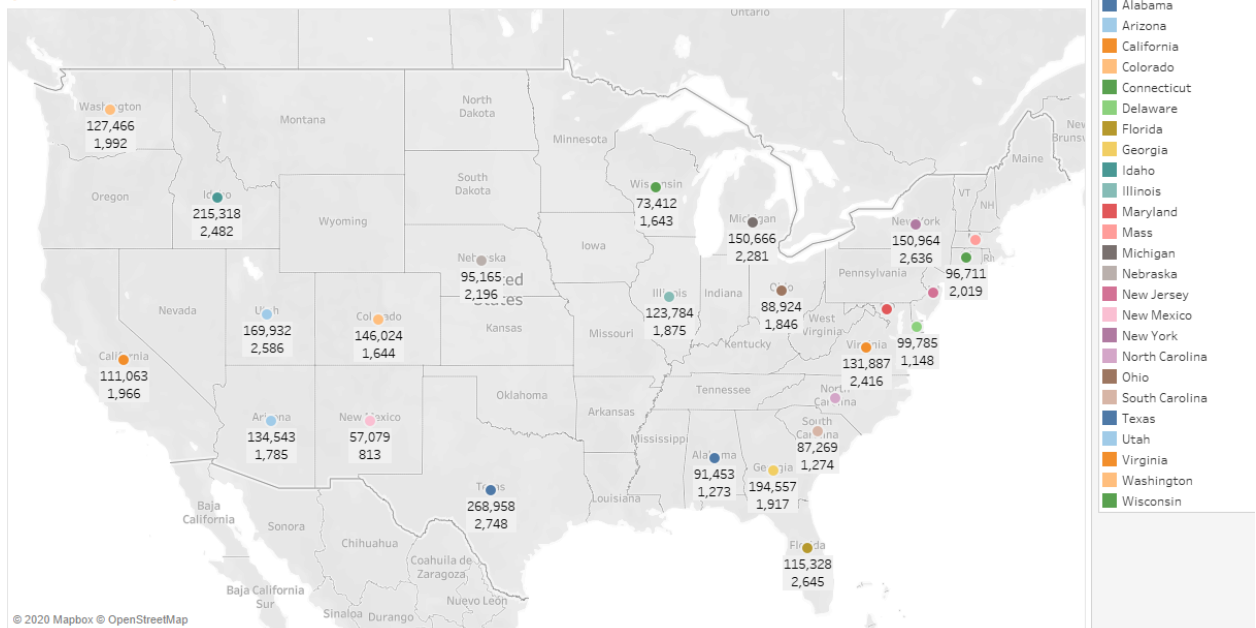 Ontario
Washington
127,466
1,992
Montana
North
Dakota
Minnesota
New
Maine
Oregon
Idaho
215,318
2,482
South
Dakota
Wisconsin
73,412
1,643
Michigan
150,666
2,281
VT
NH
New York
150,964
2,636
Wyoming
Iowa
Nebraska
95,165
2,196
United
States
Pennsylvania
96,711
2,019
Nevada
Utah
169,932
2,586
Colorado
146,024
1,644
Kansas
Illinois
123,784
1,875
Indiana
Ohio
88,924
1,846
Missouri
West
Virginia
Kentucky
Virginia
131,887
2,416
99,785
1,148
California
111,063
1,966
Arizona
134,543
1,785
New Mexico
57,079
813
Oklahoma
Arkansas
Tennessee
North
Carolina
South
Carolina
87,269
1,274
Mississippi
Alabama
91,453
1,273
Georgia
194,557
1,917
Texas
268,958
2,748
Louisiana
Florida
115,328
2,645
Baja
California
Sonora
Chihuahua
Coahuila de
Zaragoza
Baja California
Sur
Sinaloa
Durango
Nuevo León
© 2020 Mapbox © OpenStreetMap
Alabama
Arizona
California
Colorado
Connecticut
Delaware
Florida
Georgia
Idaho
Illinois
Maryland
Mass
Michigan
Nebraska
New Jersey
New Mexico
New York
North Carolina
Ohio
South Carolina
Texas
Utah
Virginia
Washington
Wisconsin